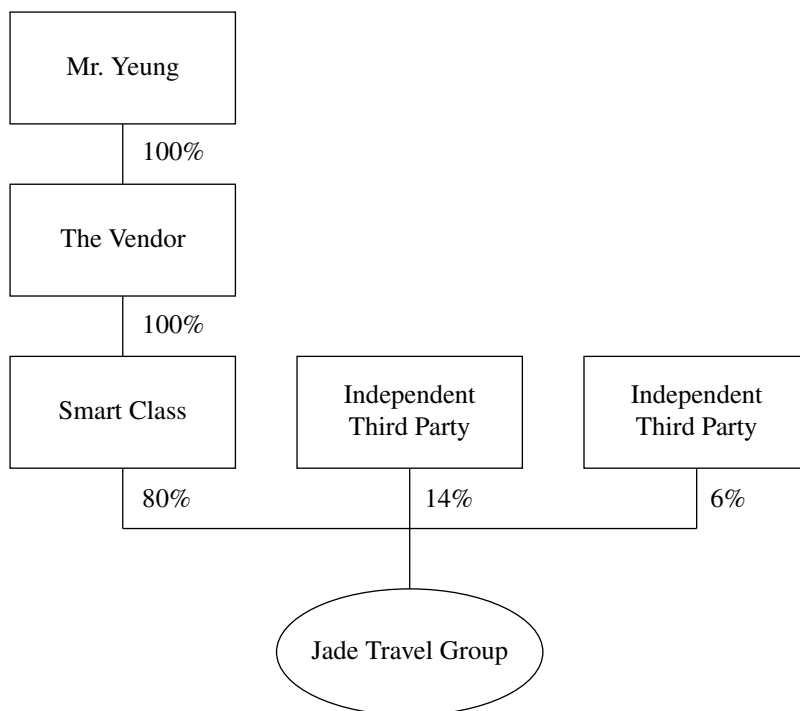 Mr. Yeung
100%
The Vendor
100%
Smart Class
Independent
Third Party
Independent
Third Party
80%
14%
6%
Jade Travel Group